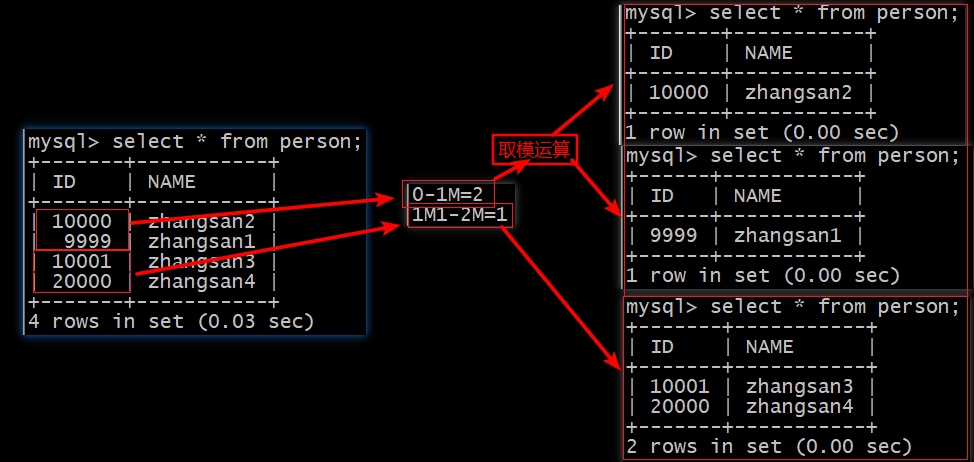 mysql> select * from person;
+-------+------------+
| ID    | NAME       |
+-------+------------+
| 10000 | zhangsan2 |
|  9999 | zhangsan1 |
| 10001 | zhangsan3 |
| 20000 | zhangsan4 |
+-------+------------+
4 rows in set (0.03 sec)
0-1M=2
1M1-2M=1
取模运算
mysql> select * from person;
+-------+------------+
| ID    | NAME       |
+-------+------------+
| 10000 | zhangsan2 |
+-------+------------+
1 row in set (0.00 sec)
mysql> select * from person;
+------+------------+
| ID   | NAME       |
+------+------------+
| 9999 | zhangsan1 |
+------+------------+
1 row in set (0.00 sec)
mysql> select * from person;
+-------+------------+
| ID    | NAME       |
+-------+------------+
| 10001 | zhangsan3 |
| 20000 | zhangsan4 |
+-------+------------+
2 rows in set (0.00 sec)